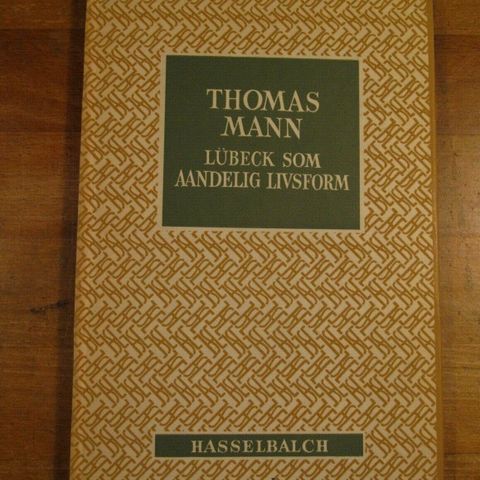 THOMAS
MANN
LÜBECK SOM
AANDELIG LIVSFORM
HASSELBALCH